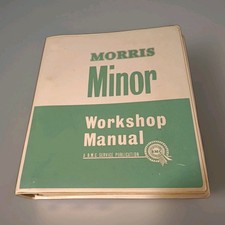 MORRIS
Minor
Workshop
Manual
A B.M.C. SERVICE PUBLICATION